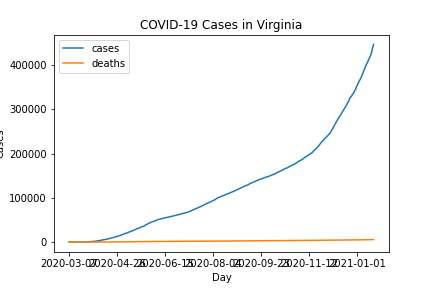 COVID-19 Cases in Virginia
cases
deaths
400000
300000
200000
100000
0
cases
2020-03-07 2020-04-26 2020-06-15 2020-08-04 2020-09-23 2020-11-12 2021-01-01
Day